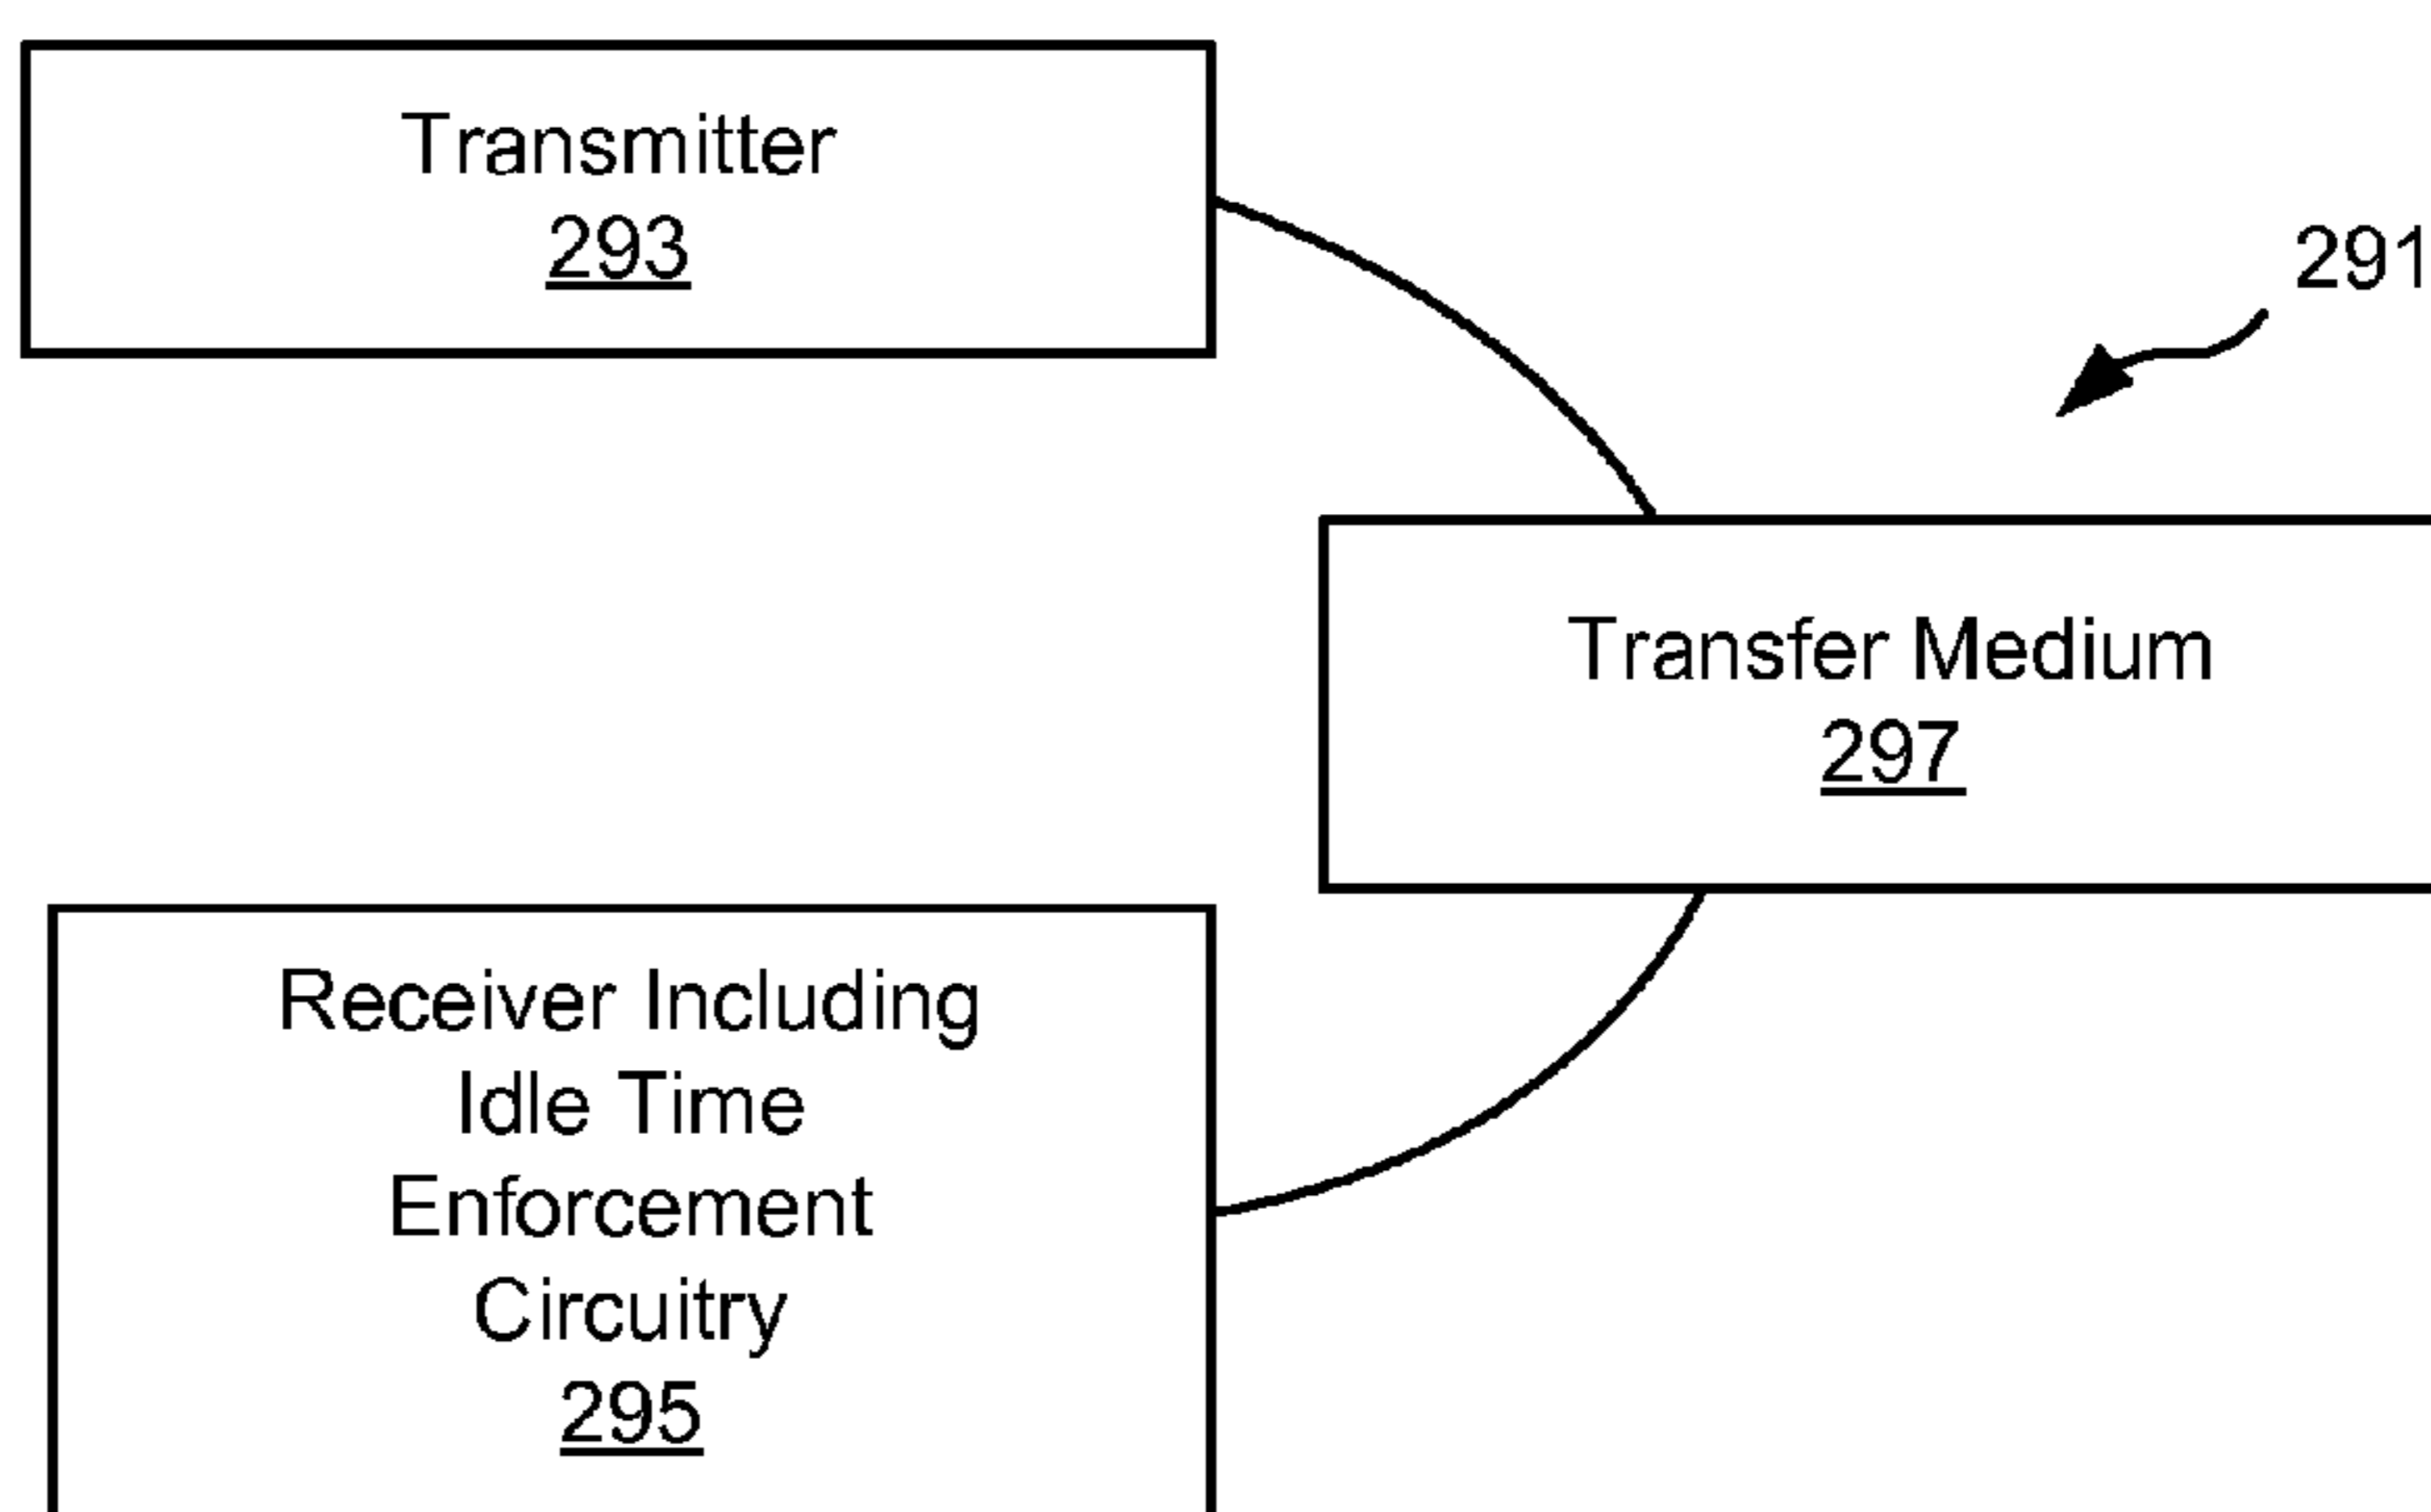 Transmitter
293
291
Transfer Medium
297
Receiver Including
Idle Time
Enforcement
Circuitry
295